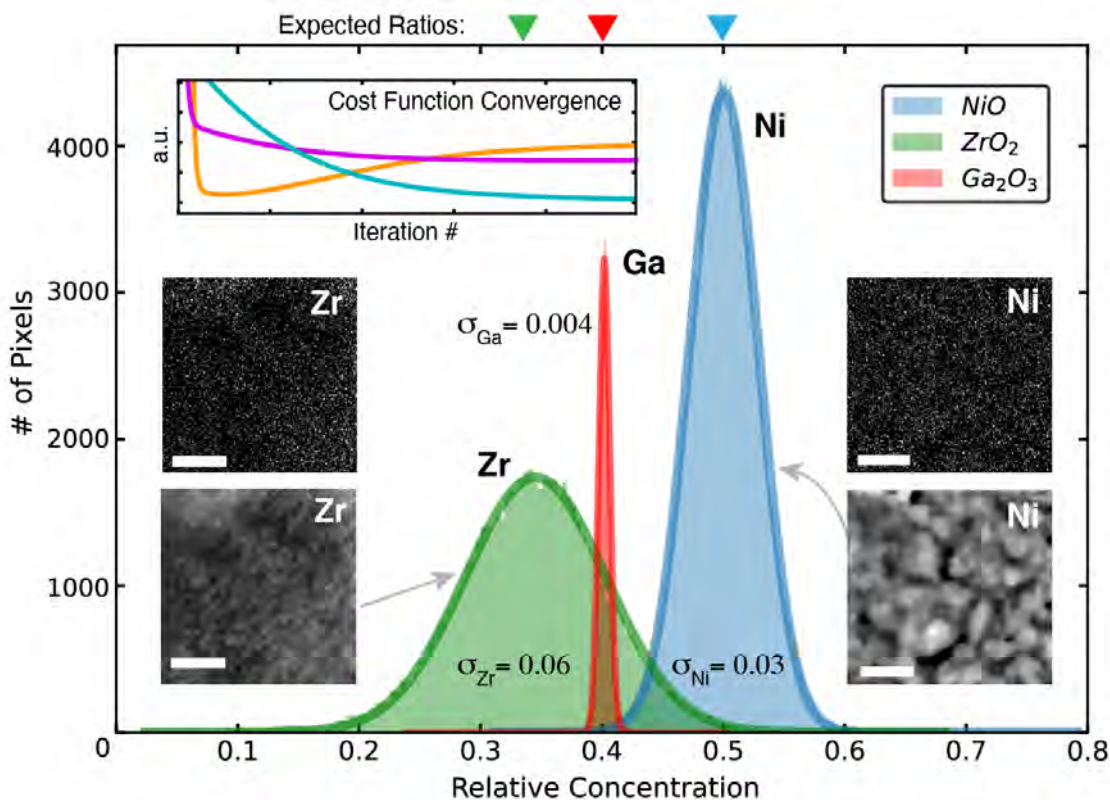 Expected Ratios:
Cost Function Convergence
a.u.
Iteration #
NiO
ZrO₂
Ga₂O₃
Ni
Ga
Zr
Zr
Ni
σGa= 0.004
Zr
Zr
Ni
σZr= 0.06
σNi= 0.03
# of Pixels
4000
3000
2000
1000
0
0.1
0.2
0.3
0.4
0.5
0.6
0.7
0.8
Relative Concentration